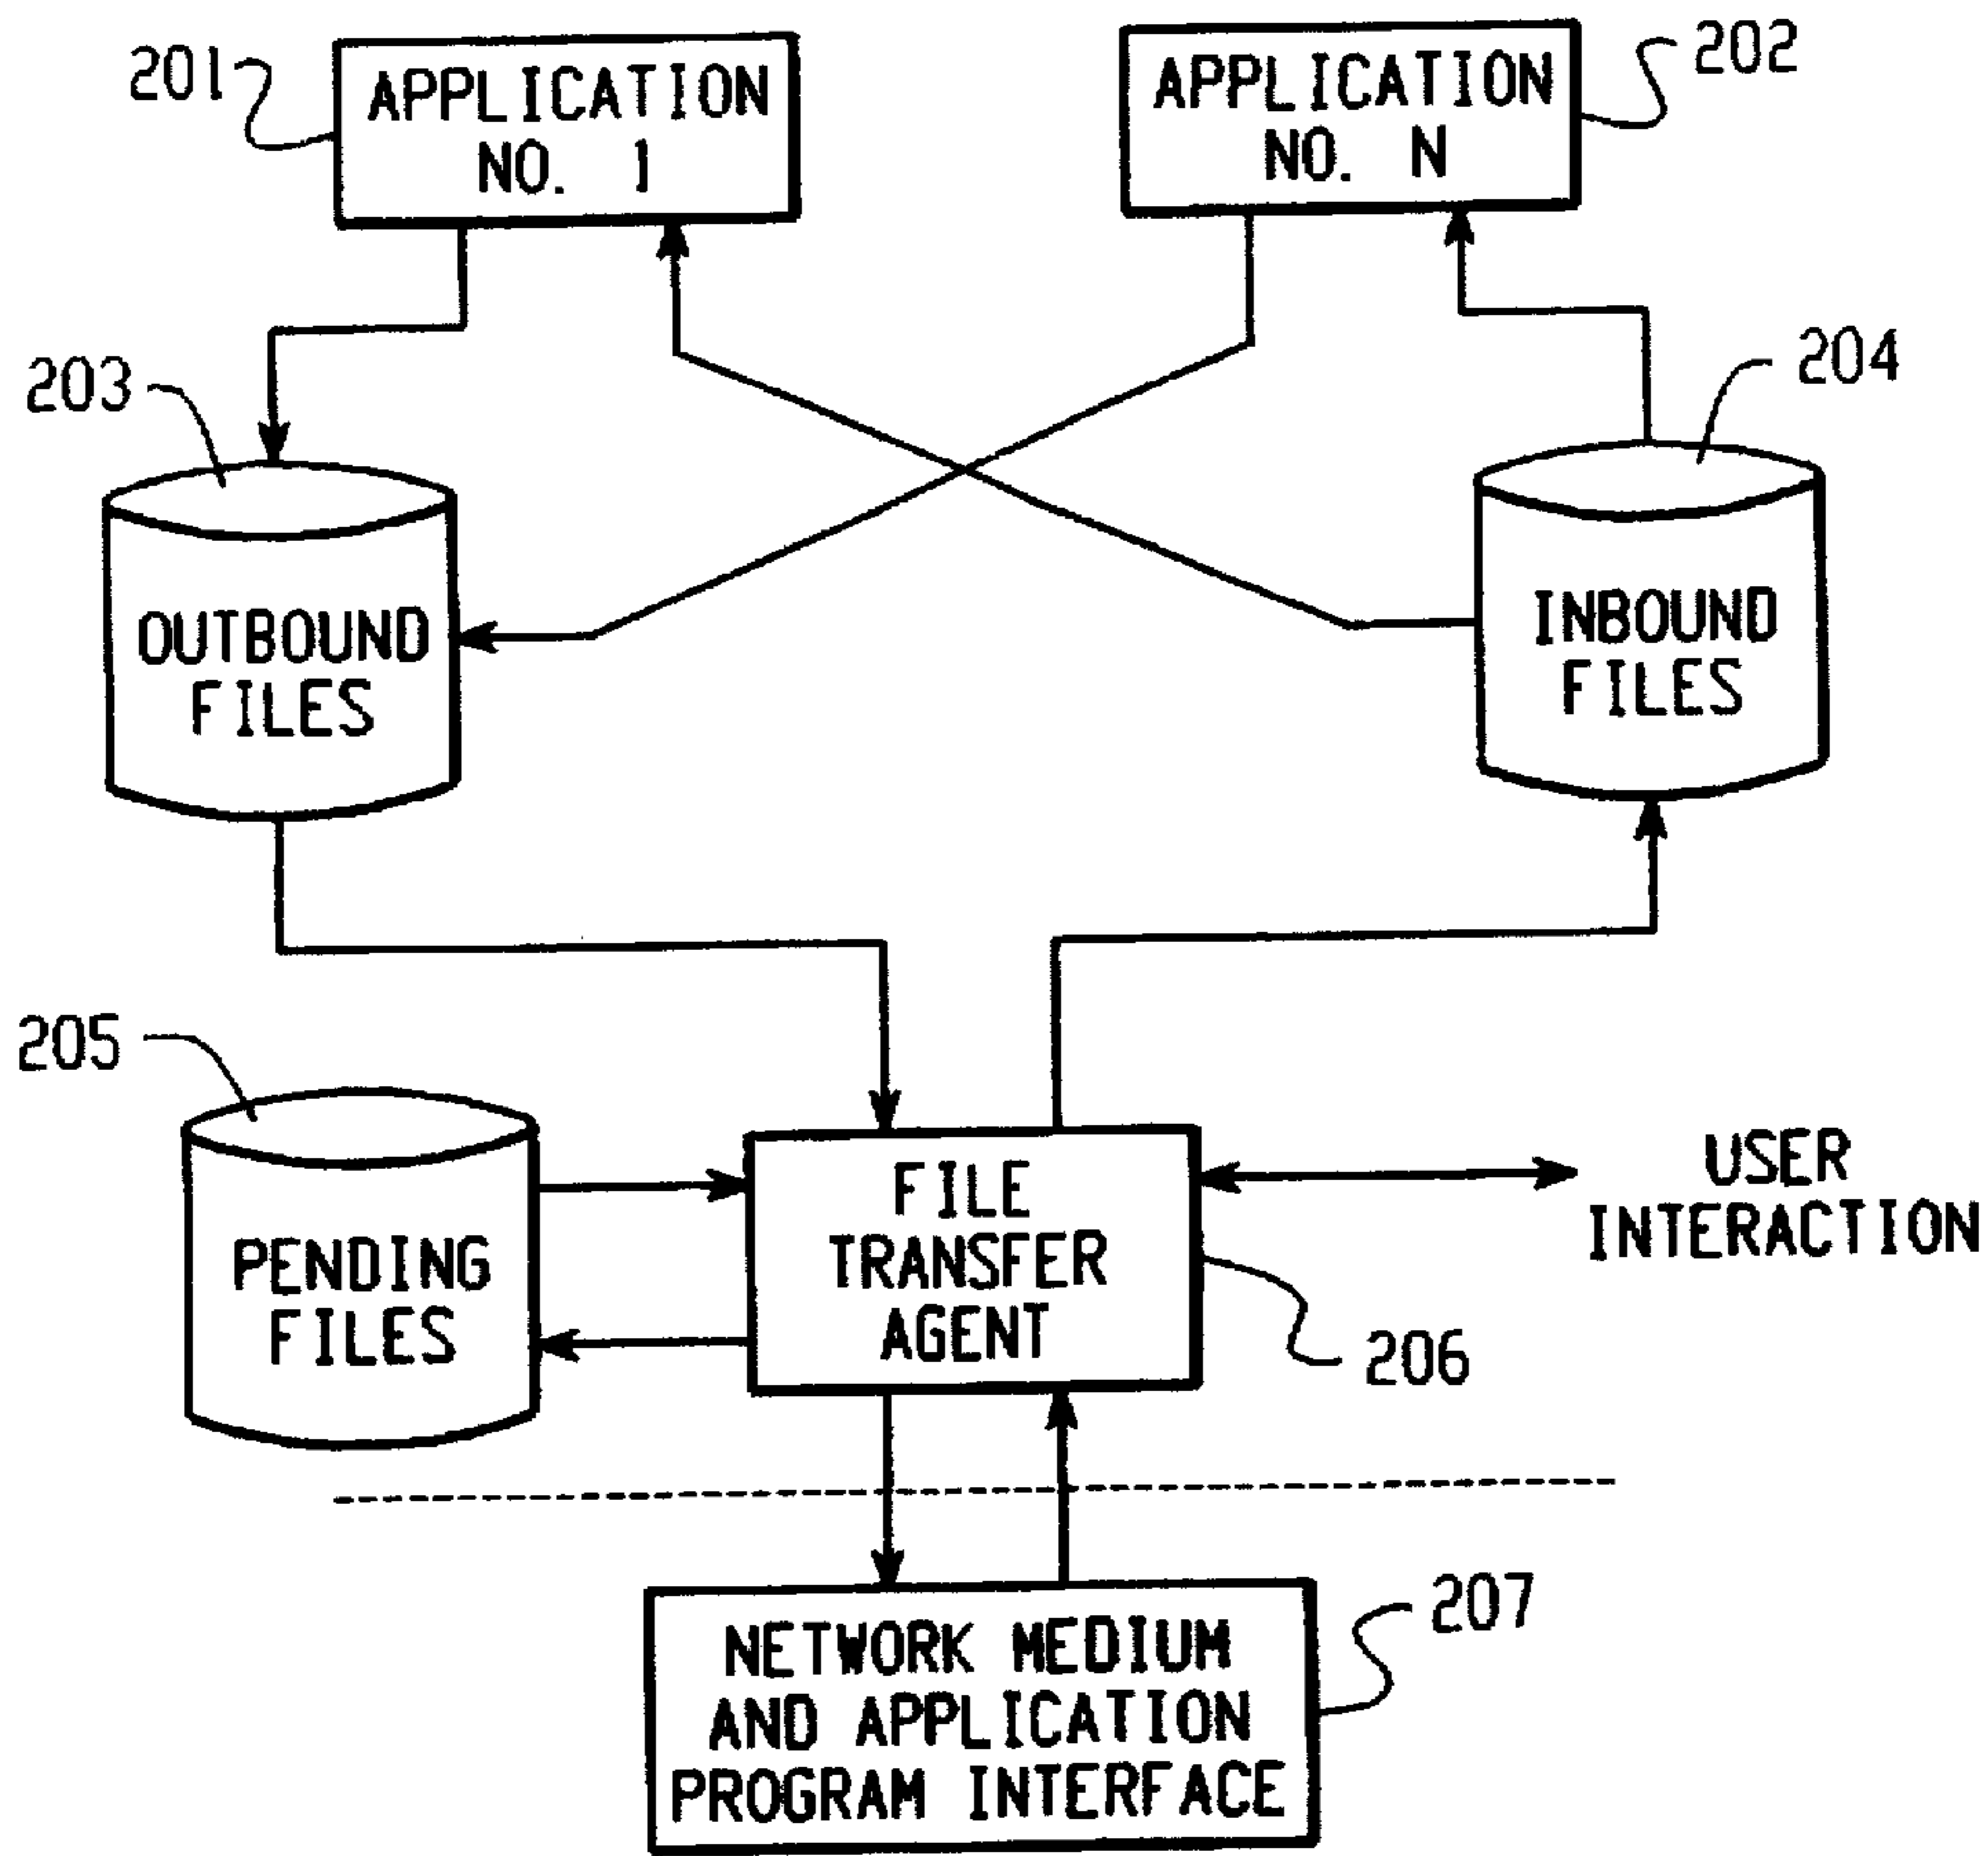 201
APPLICATION
NO. 1
APPLICATION
NO. N
202
203
204
OUTBOUND
FILES
INBOUND
FILES
205
PENDING
FILES
FILE
TRANSFER
AGENT
USER
INTERACTION
206
207
NETWORK MEDIUM
AND APPLICATION
PROGRAM INTERFACE